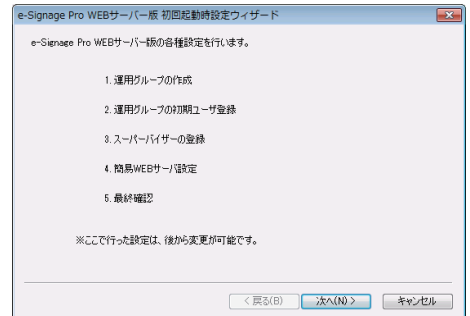 e-Signage Pro WEBサーバー版 初回起動時設定ウィザード
e-Signage Pro WEBサーバー版の各種設定を行います。
1. 運用グループの作成
2. 運用グループの初期ユーザ登録
3. スーパーバイザーの登録
4. 簡易WEBサーバ設定
5. 最終確認
※ここで行った設定は、後から変更が可能です。
< 戻る(B) 次へ(N) > キャンセル